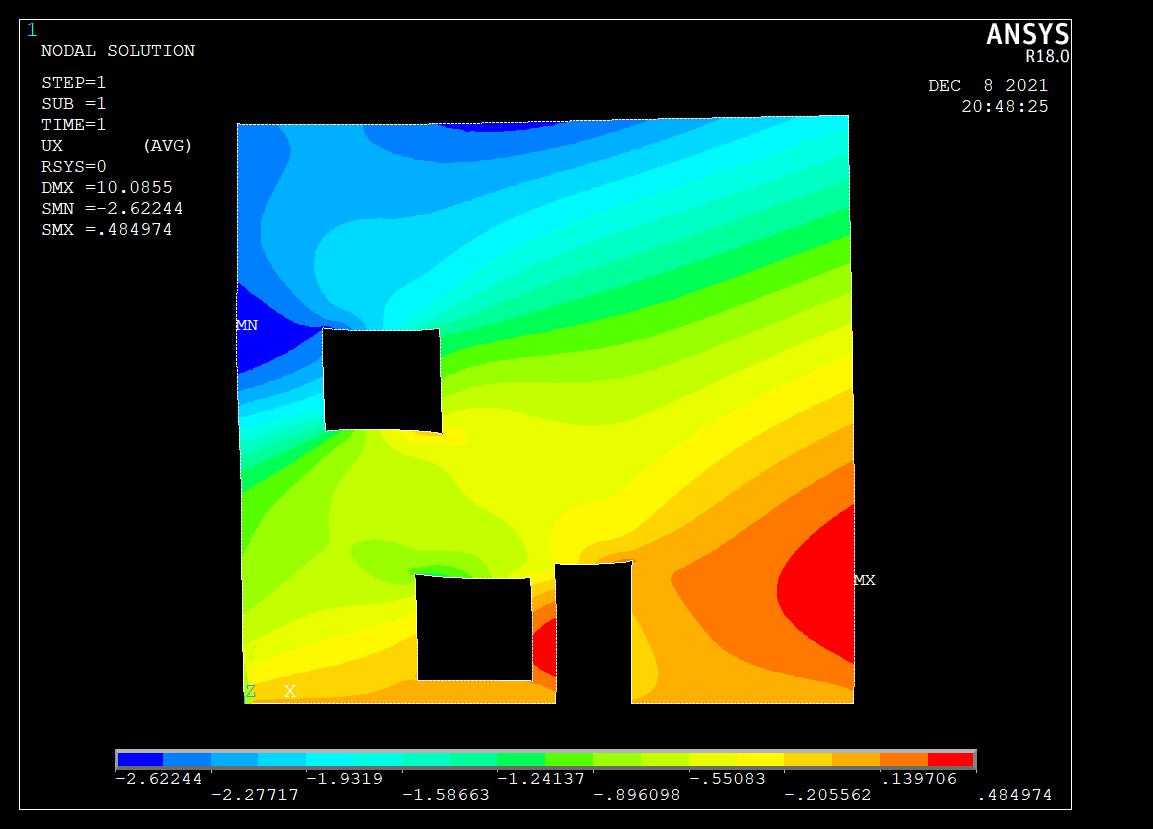 1
NODAL SOLUTION
STEP=1
SUB =1
TIME=1
UX (AVG)
RSYS=0
DMX =10.0855
SMN =-2.62244
SMX =.484974
ANSYS
R18.0
DEC 8 2021
20:48:25
MN
MX
Y
Z X
-2.62244 -1.9319 -1.24137 -.55083 .139706
-2.27717 -1.58663 -.896098 -.205562 .484974